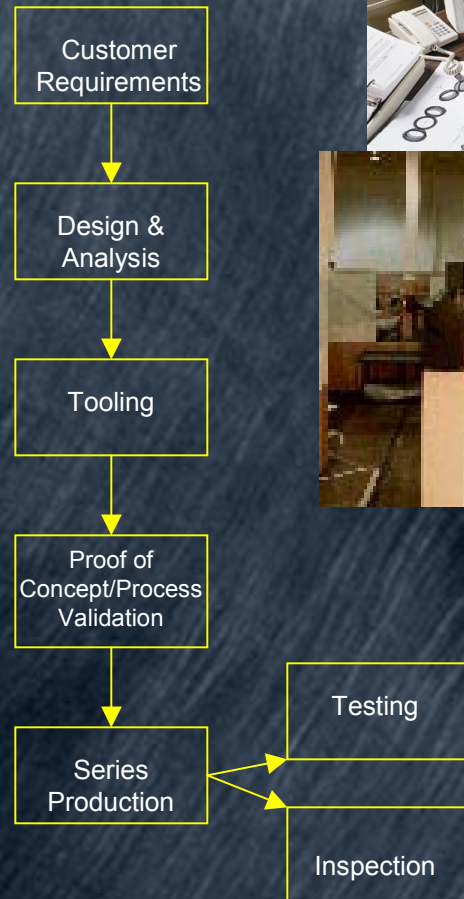 Customer
Requirements
Design &
Analysis
Tooling
Proof of
Concept/Process
Validation
Series
Production
Testing
Inspection